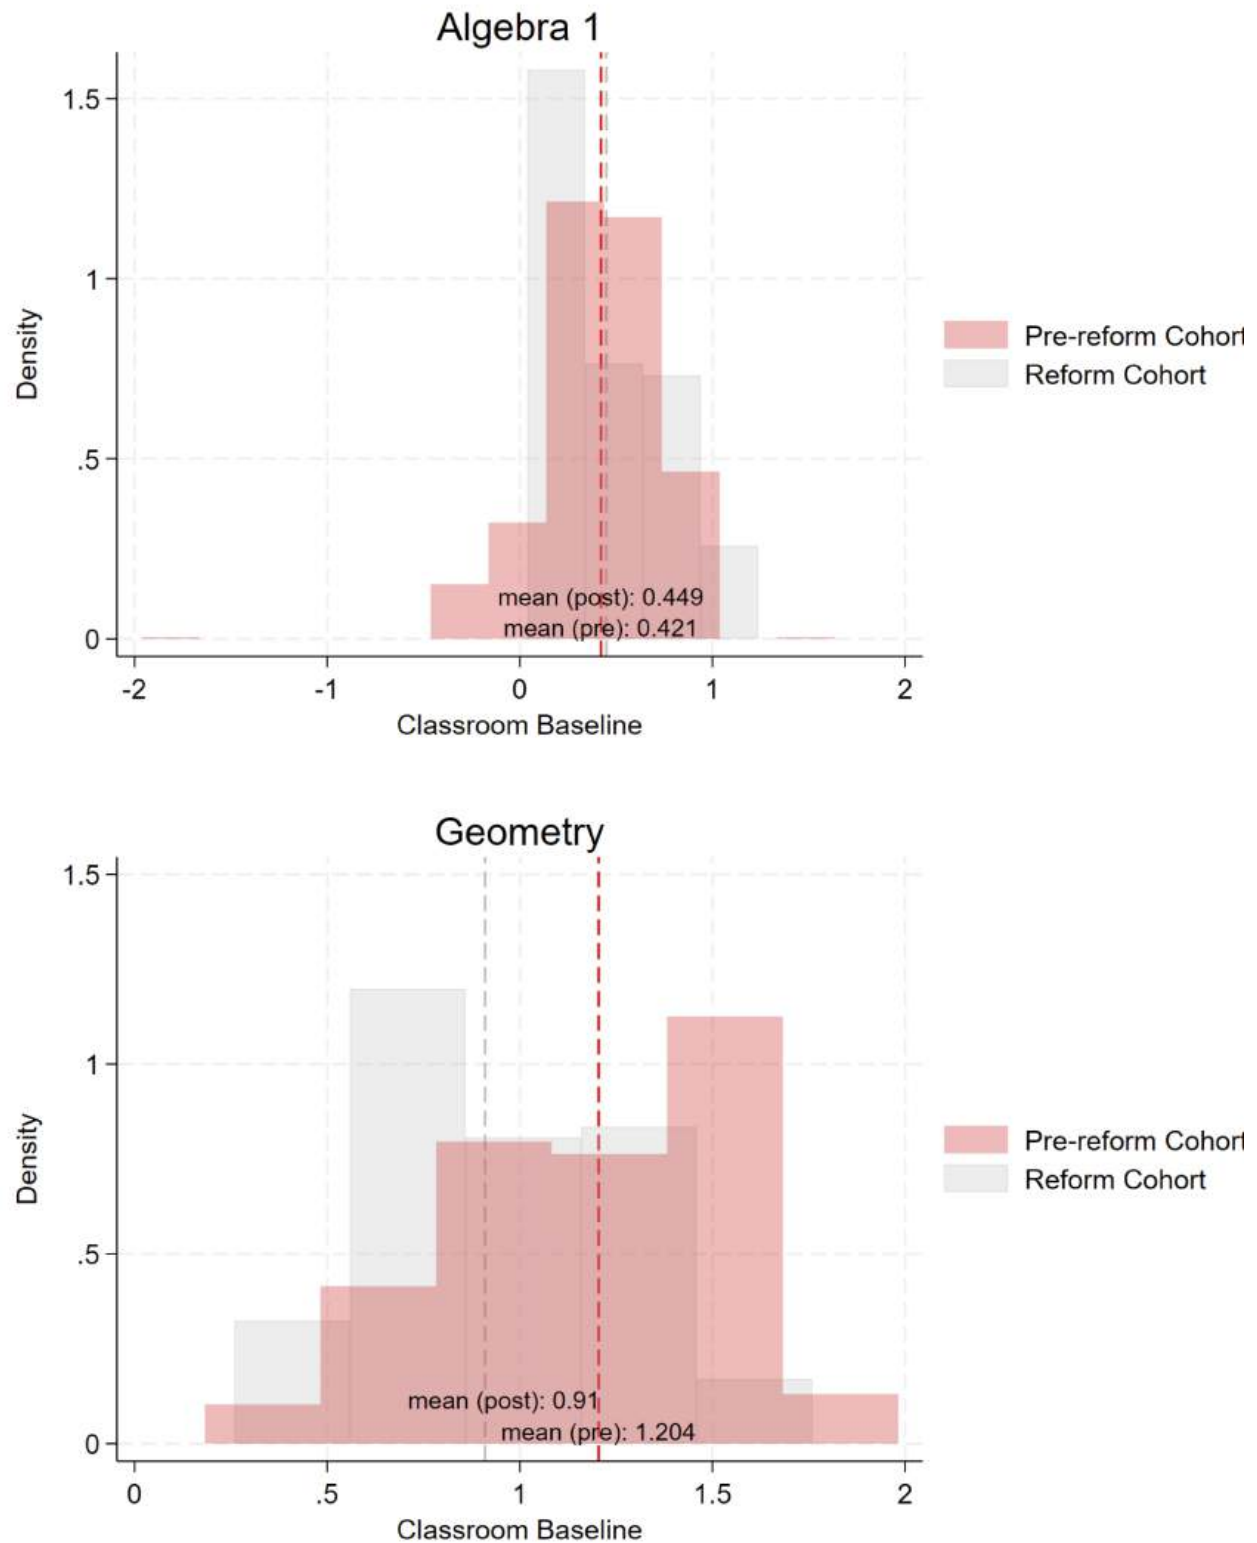 Algebra 1
1.5
1
.5
0
Density
mean (post): 0.449
mean (pre): 0.421
-2 -1 0 1 2
Classroom Baseline
Pre-reform Cohort
Reform Cohort
Geometry
1.5
1
.5
0
Density
mean (post): 0.91
mean (pre): 1.204
0 .5 1 1.5 2
Classroom Baseline
Pre-reform Cohort
Reform Cohort